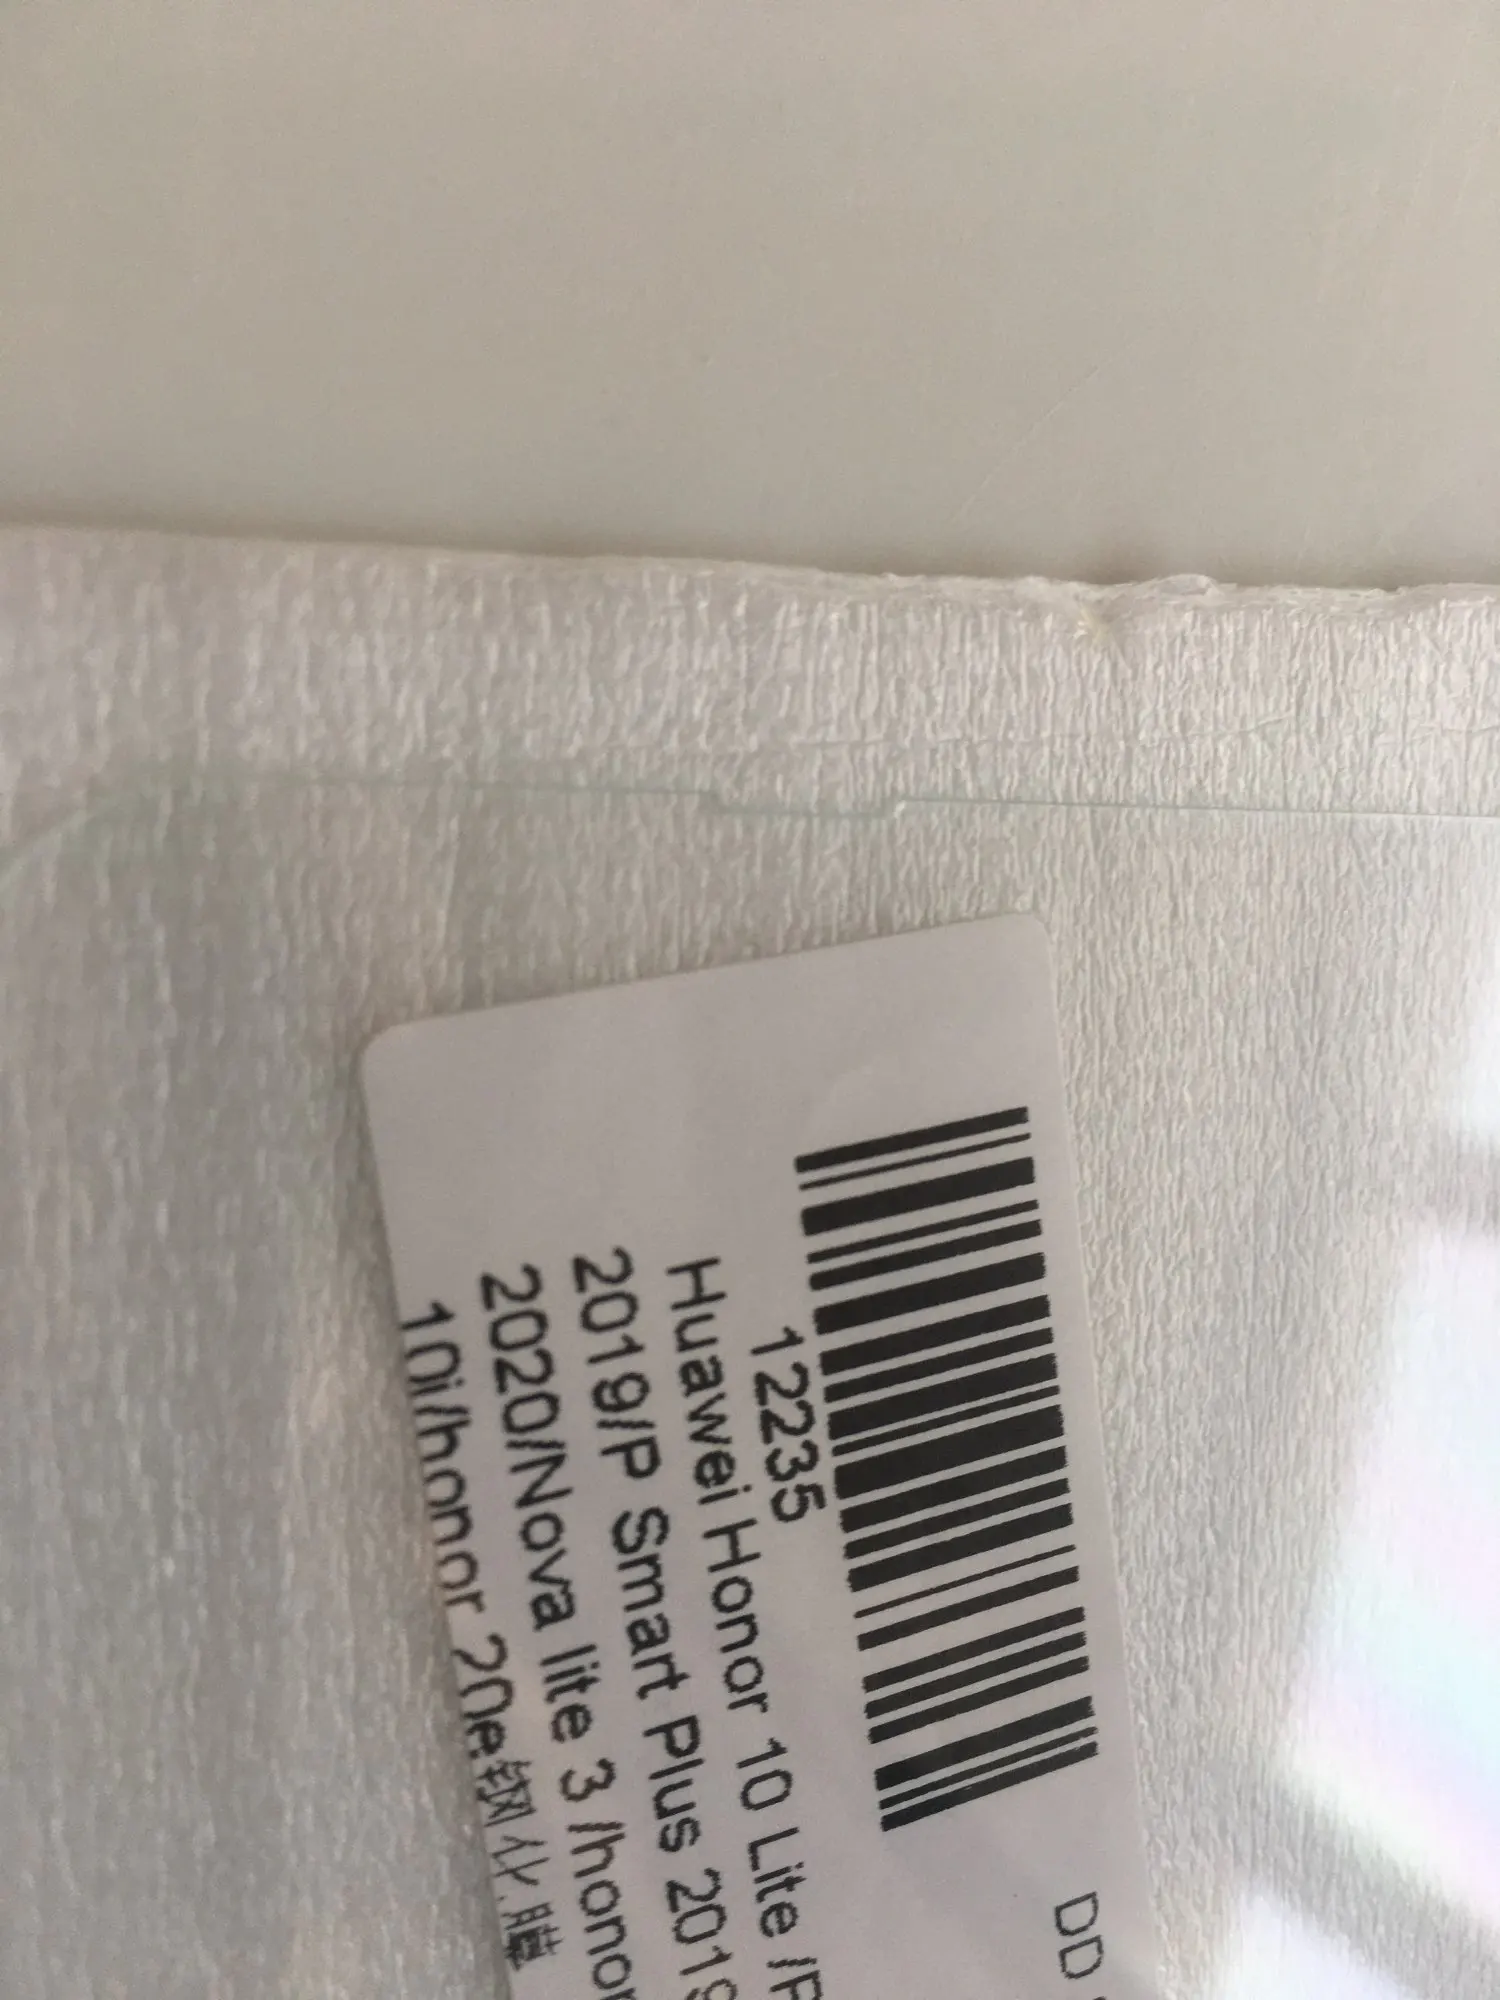 DD
12235
Huawei Honor 10 Lite /P
2019/P Smart Plus 2019
2020/Nova lite 3 /honor
10i/honor 20e钢化膜